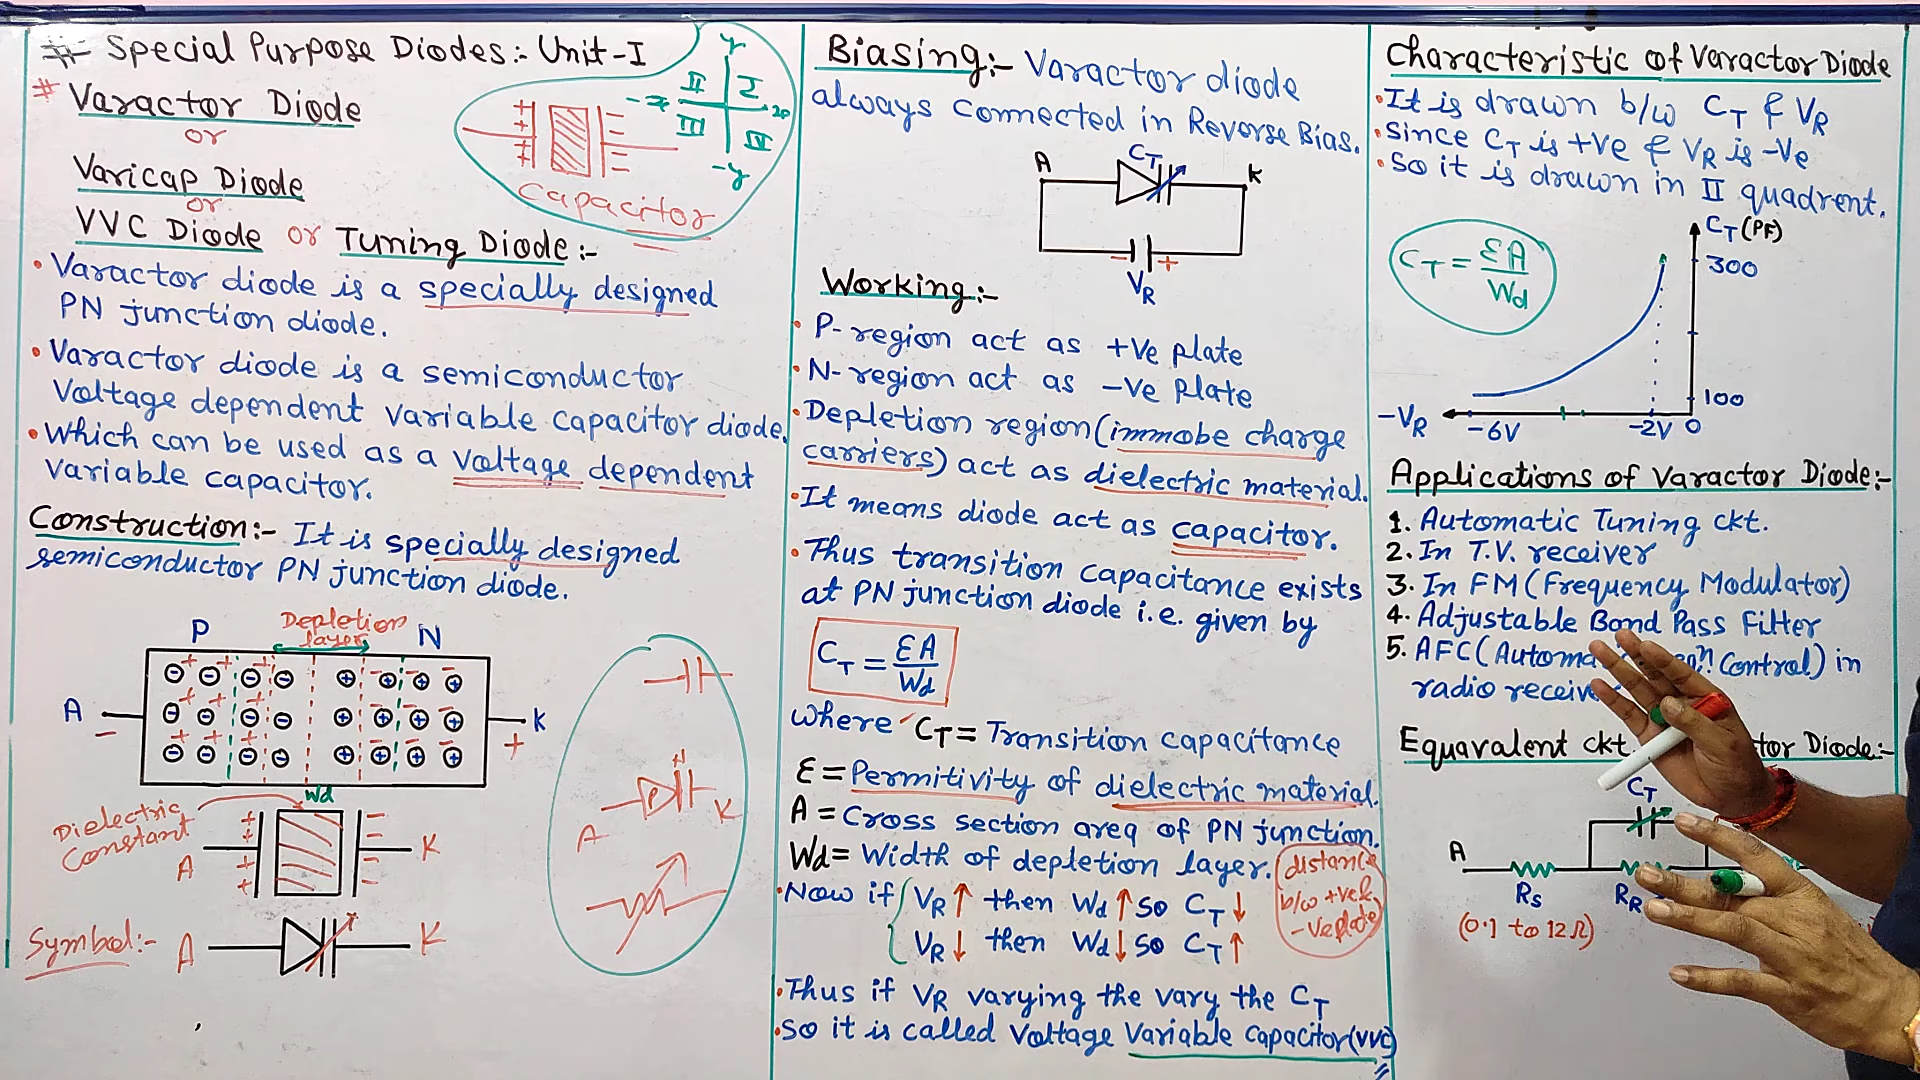 # Special Purpose Diodes:- Unit-I
# Varactor Diode
or
Varicap Diode
or
VVC Diode or Tuning Diode:-
y
II I
-x x
III IV
-y
Capacitor
• Varactor diode is a specially designed
PN junction diode.
• Varactor diode is a semiconductor
Voltage dependent variable capacitor diode.
• Which can be used as a voltage dependent
variable capacitor.
Construction:- It is specially designed
semiconductor PN junction diode.
P Depletion layer N
A - K +
Wd
Dielectric
Constant
A K
Symbol:- A K
P N
A K
Biasing:- Varactor diode
always connected in Reverse Bias.
A CT K
- +
VR
Working:-
• P-region act as +Ve plate
• N-region act as -Ve Plate
• Depletion region (immobe charge
carriers) act as dielectric material.
• It means diode act as capacitor.
• Thus transition capacitance exists
at PN junction diode i.e. given by
CT = εA/Wd
where CT = Transition capacitance
ε = Permitivity of dielectric material.
A = Cross section area of PN junction.
Wd = Width of depletion layer.
distance
b/w +ve &
-Ve plate
• Now if VR ↑ then Wd ↑ so CT ↓
VR ↓ then Wd ↓ so CT ↑
• Thus if VR varying the vary the CT
• So it is called Voltage Variable Capacitor (VVC)
Characteristic of Varactor Diode
• It is drawn b/w CT & VR
• Since CT is +Ve & VR is -Ve
• So it is drawn in II quadrent.
CT = εA/Wd
CT (PF)
300
100
-VR -6V -2V 0
Applications of Varactor Diode:-
1. Automatic Tuning ckt.
2. In T.V. receiver
3. In FM (Frequency Modulator)
4. Adjustable Band Pass Filter
5. AFC (Automa Control) in
radio receiv
Equavalent ckt. tor Diode:-
CT
A
RS RR
(0.1 to 12Ω)